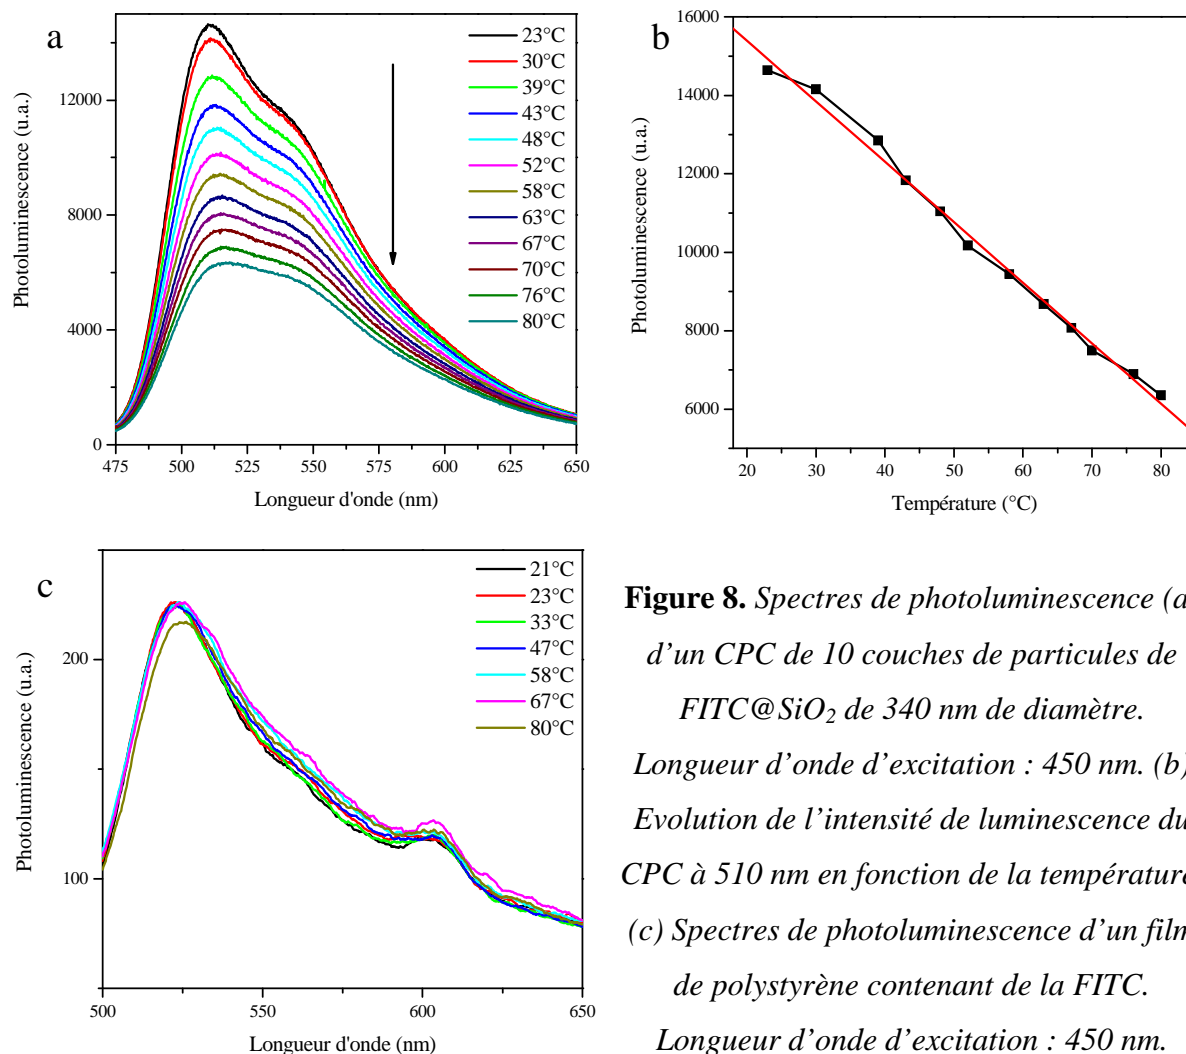 a
23°C
30°C
39°C
43°C
48°C
52°C
58°C
63°C
67°C
70°C
76°C
80°C
12000
8000
4000
0
475 500 525 550 575 600 625 650
Photoluminescence (u.a.)
Longueur d'onde (nm)
b
16000
14000
12000
10000
8000
6000
20 30 40 50 60 70 80
Photoluminescence (u.a.)
Température (°C)
c
21°C
23°C
33°C
47°C
58°C
67°C
80°C
200
100
500 550 600 650
Photoluminescence (u.a.)
Longueur d'onde (nm)
Figure 8. Spectres de photoluminescence (a
d’un CPC de 10 couches de particules de
FITC@SiO2 de 340 nm de diamètre.
Longueur d’onde d’excitation : 450 nm. (b)
Evolution de l’intensité de luminescence du
CPC à 510 nm en fonction de la température
(c) Spectres de photoluminescence d’un film
de polystyrène contenant de la FITC.
Longueur d’onde d’excitation : 450 nm.